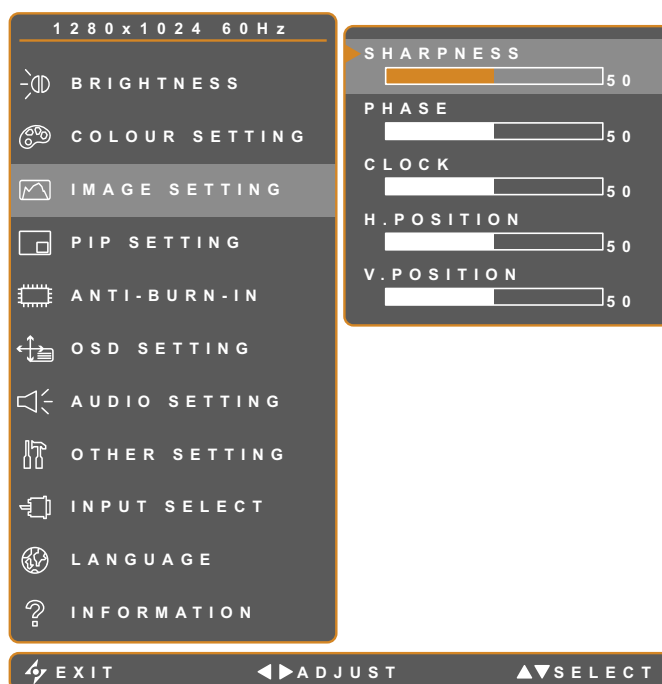 1280x1024 60Hz
BRIGHTNESS
COLOUR SETTING
IMAGE SETTING
PIP SETTING
ANTI-BURN-IN
OSD SETTING
AUDIO SETTING
OTHER SETTING
INPUT SELECT
LANGUAGE
INFORMATION
SHARPNESS
50
PHASE
50
CLOCK
50
H.POSITION
50
V.POSITION
50
EXIT ◀▶ADJUST ▲▼SELECT